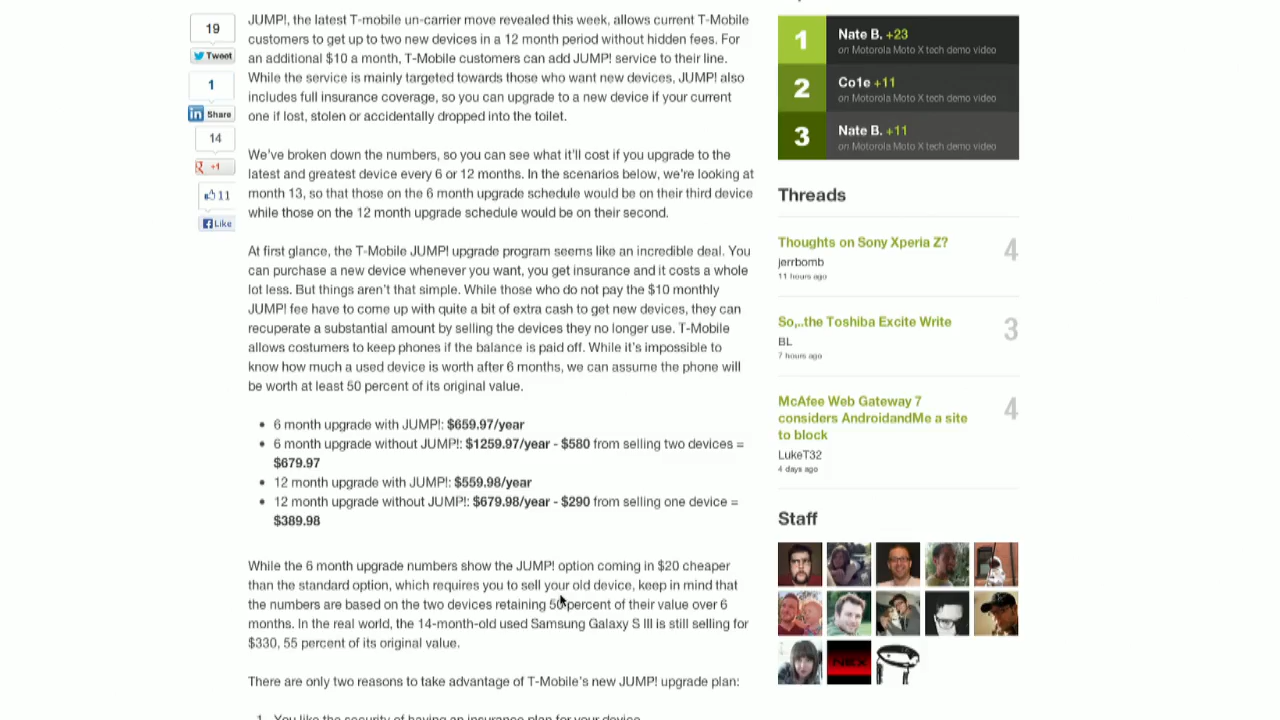 19
Tweet
1
in Share
14
+1
11
Like
JUMP!, the latest T-mobile un-carrier move revealed this week, allows current T-Mobile
customers to get up to two new devices in a 12 month period without hidden fees. For
an additional $10 a month, T-Mobile customers can add JUMP! service to their line.
While the service is mainly targeted towards those who want new devices, JUMP! also
includes full insurance coverage, so you can upgrade to a new device if your current
one if lost, stolen or accidentally dropped into the toilet.
We've broken down the numbers, so you can see what it'll cost if you upgrade to the
latest and greatest device every 6 or 12 months. In the scenarios below, we're looking at
month 13, so that those on the 6 month upgrade schedule would be on their third device
while those on the 12 month upgrade schedule would be on their second.
At first glance, the T-Mobile JUMP! upgrade program seems like an incredible deal. You
can purchase a new device whenever you want, you get insurance and it costs a whole
lot less. But things aren't that simple. While those who do not pay the $10 monthly
JUMP! fee have to come up with quite a bit of extra cash to get new devices, they can
recuperate a substantial amount by selling the devices they no longer use. T-Mobile
allows costumers to keep phones if the balance is paid off. While it's impossible to
know how much a used device is worth after 6 months, we can assume the phone will
be worth at least 50 percent of its original value.
• 6 month upgrade with JUMP!: $659.97/year
• 6 month upgrade without JUMP!: $1259.97/year - $580 from selling two devices =
$679.97
• 12 month upgrade with JUMP!: $559.98/year
• 12 month upgrade without JUMP!: $679.98/year - $290 from selling one device =
$389.98
While the 6 month upgrade numbers show the JUMP! option coming in $20 cheaper
than the standard option, which requires you to sell your old device, keep in mind that
the numbers are based on the two devices retaining 50 percent of their value over 6
months. In the real world, the 14-month-old used Samsung Galaxy S III is still selling for
$330, 55 percent of its original value.
There are only two reasons to take advantage of T-Mobile's new JUMP! upgrade plan:
1. You like the security of having an insurance plan for your device
1
Nate B. +23
on Motorola Moto X tech demo video
2
Co1e +11
on Motorola Moto X tech demo video
3
Nate B. +11
on Motorola Moto X tech demo video
Threads
Thoughts on Sony Xperia Z? 4
jerrbomb
11 hours ago
So,..the Toshiba Excite Write 3
BL
7 hours ago
McAfee Web Gateway 7 4
considers AndroidandMe a site
to block
LukeT32
4 days ago
Staff
NEX